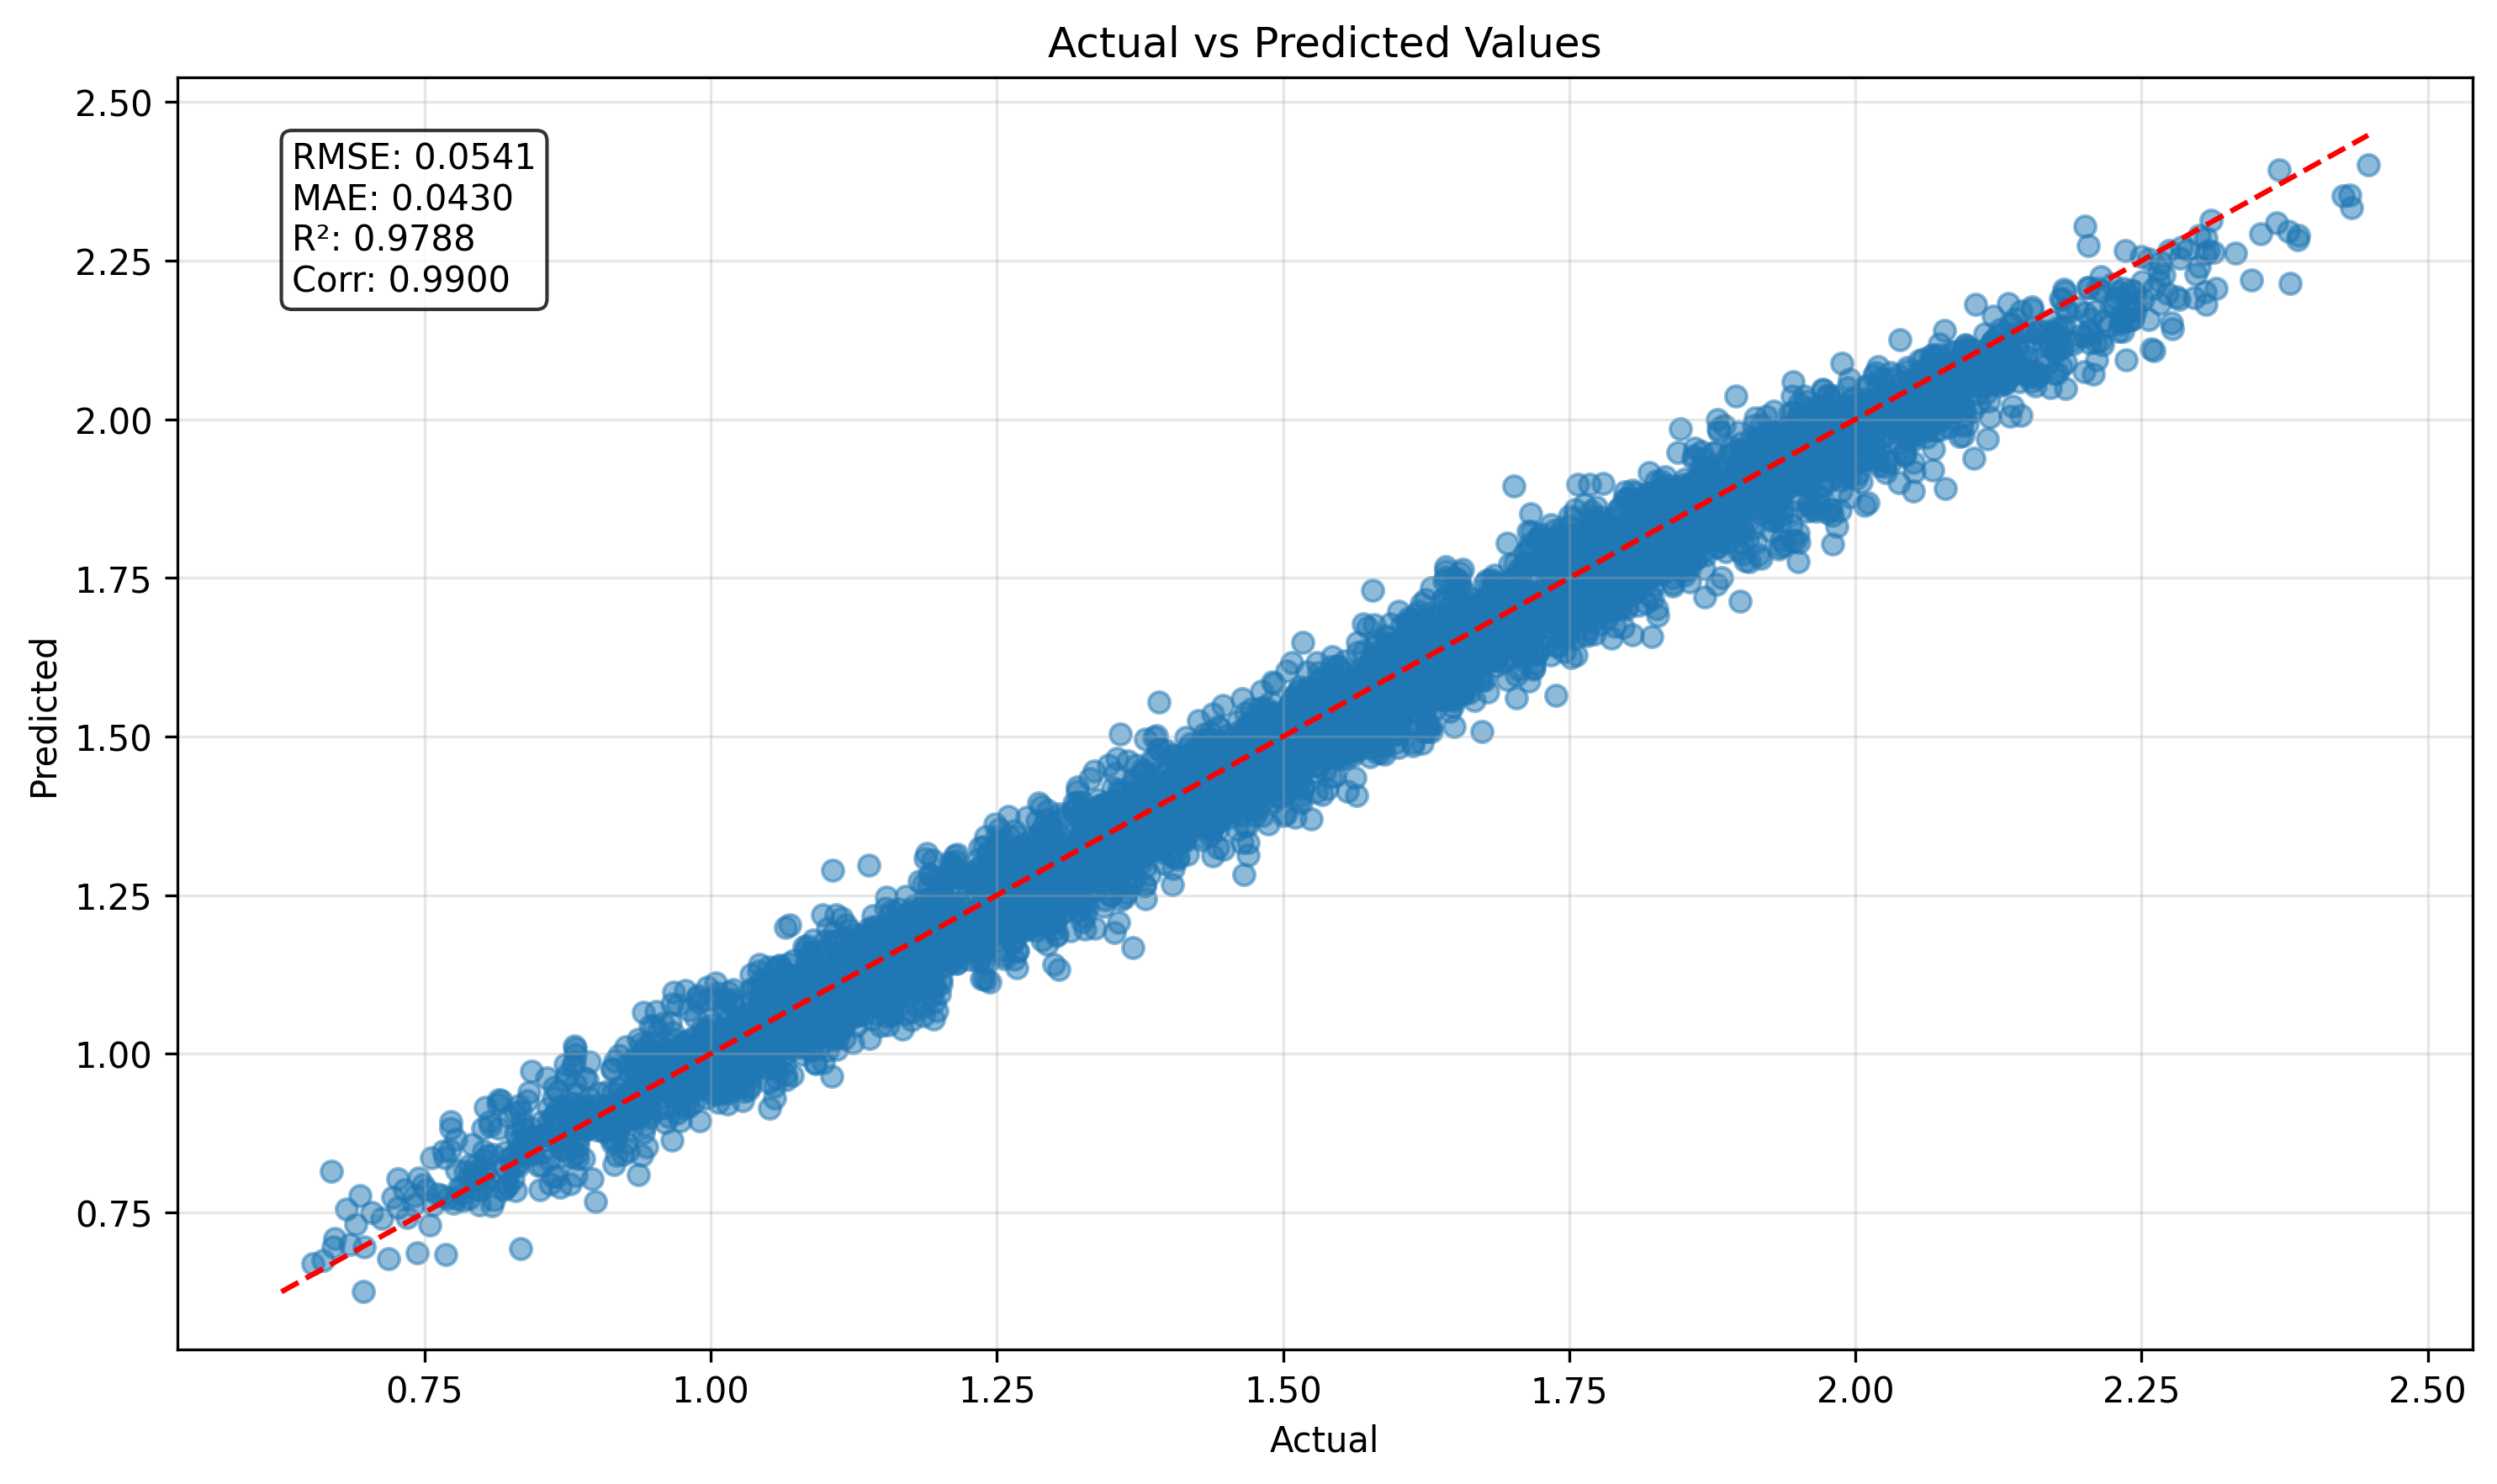 Actual vs Predicted Values
2.50
2.25
2.00
1.75
1.50
1.25
1.00
0.75
RMSE: 0.0541
MAE: 0.0430
R²: 0.9788
Corr: 0.9900
Predicted
0.75 1.00 1.25 1.50 1.75 2.00 2.25 2.50
Actual